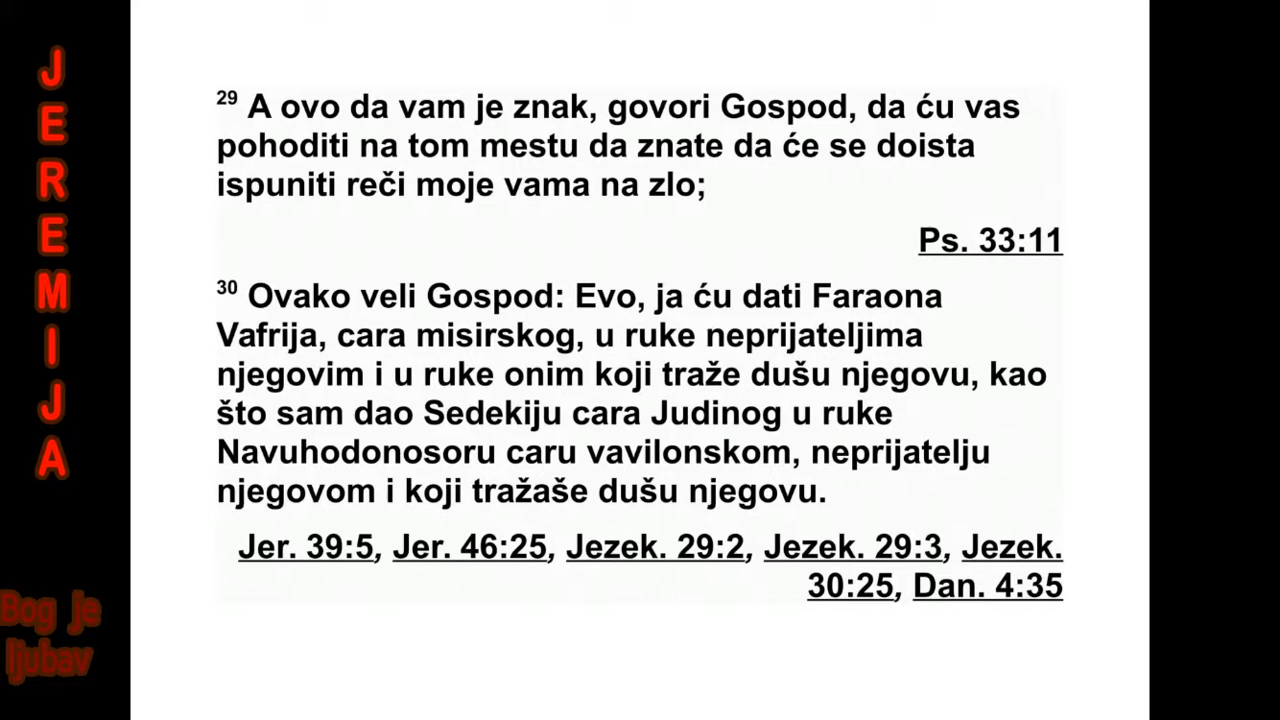 JEREMIJA
29 A ovo da vam je znak, govori Gospod, da ću vas
pohoditi na tom mestu da znate da će se doista
ispuniti reči moje vama na zlo;
Ps. 33:11
30 Ovako veli Gospod: Evo, ja ću dati Faraona
Vafrija, cara misirskog, u ruke neprijateljima
njegovim i u ruke onim koji traže dušu njegovu, kao
što sam dao Sedekiju cara Judinog u ruke
Navuhodonosoru caru vavilonskom, neprijatelju
njegovom i koji tražaše dušu njegovu.
Jer. 39:5, Jer. 46:25, Jezek. 29:2, Jezek. 29:3, Jezek.
30:25, Dan. 4:35
Bog je
ljubav